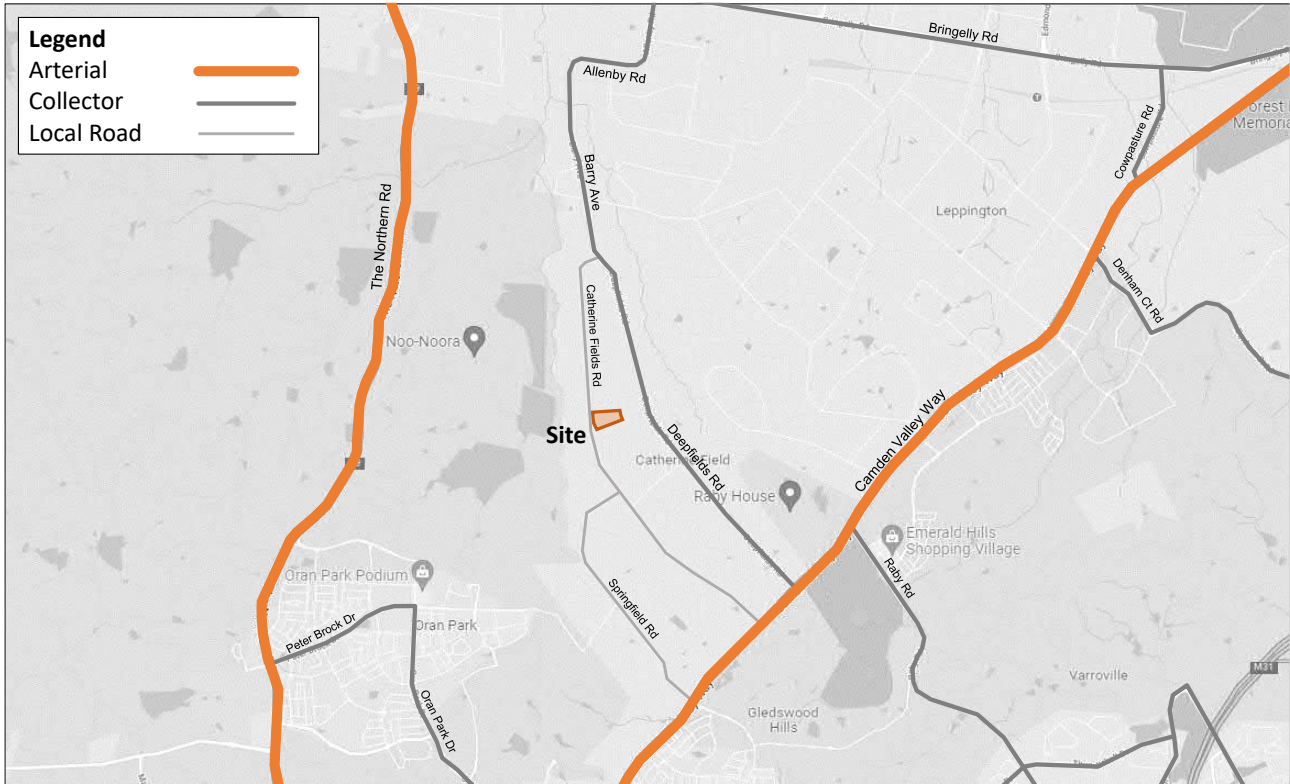 Legend
Arterial
Collector
Local Road
Bringelly Rd
Bringelly Rd
Allenby Rd
Cowpasture Rd
Leppington
Barry Ave
The Northern Rd
Denham Ct Rd
Catherine Fields Rd
Noo-Noora
Site
Deepfields Rd
Camden Valley Way
Catherine Field
Raby House
Emerald Hills
Shopping Village
Raby Rd
Oran Park Podium
Springfield Rd
Peter Brock Dr
Oran Park
Varroville
M31
Oran Park Dr
Gledswood
Hills